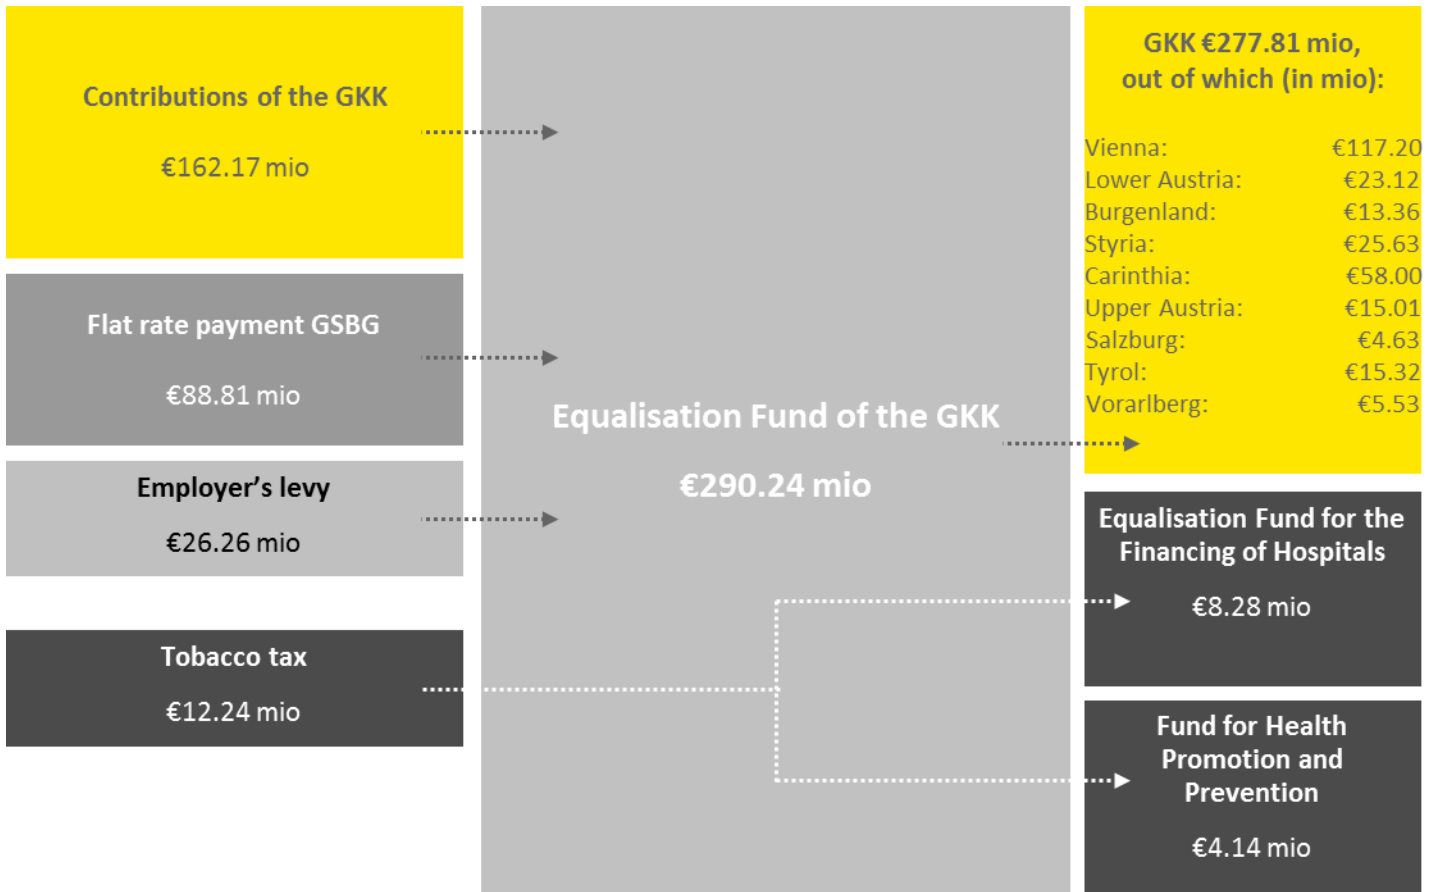 Contributions of the GKK
€162.17 mio
Flat rate payment GSBG
€88.81 mio
Employer’s levy
€26.26 mio
Tobacco tax
€12.24 mio
Equalisation Fund of the GKK
€290.24 mio
GKK €277.81 mio,
out of which (in mio):
Vienna: €117.20
Lower Austria: €23.12
Burgenland: €13.36
Styria: €25.63
Carinthia: €58.00
Upper Austria: €15.01
Salzburg: €4.63
Tyrol: €15.32
Vorarlberg: €5.53
Equalisation Fund for the
Financing of Hospitals
€8.28 mio
Fund for Health
Promotion and
Prevention
€4.14 mio